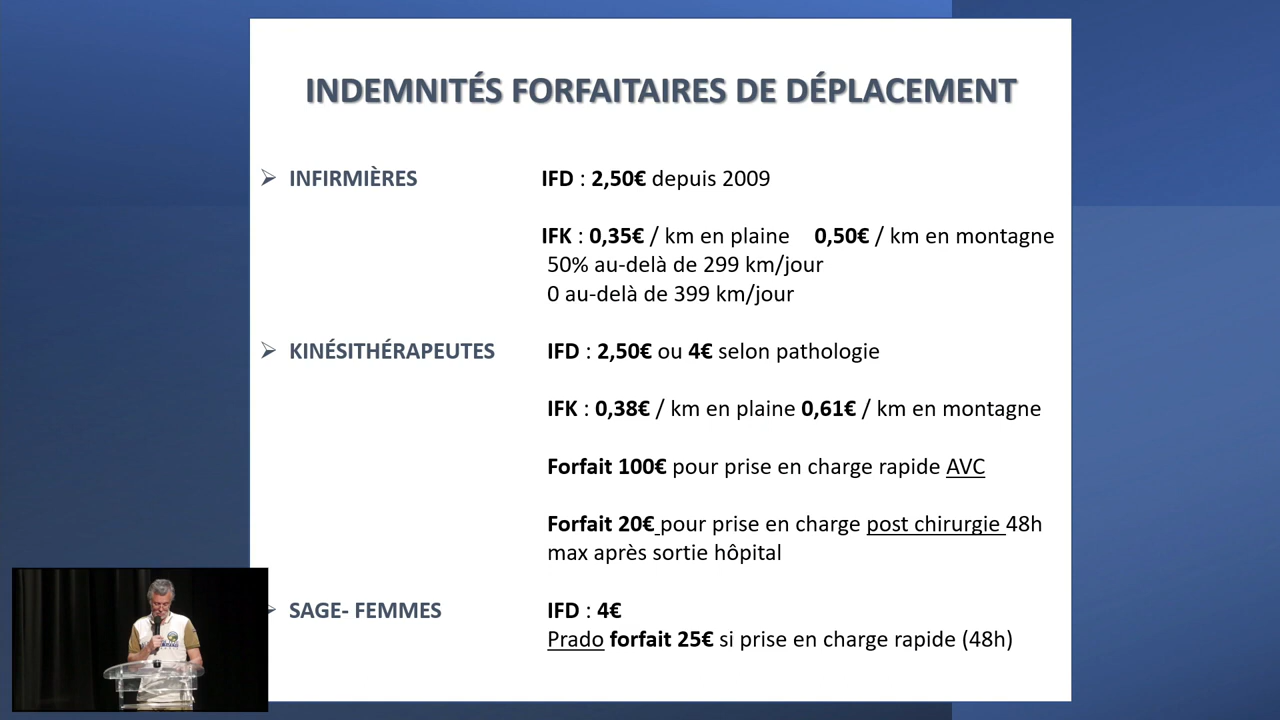 INDEMNITÉS FORFAITAIRES DE DÉPLACEMENT
INFIRMIÈRES IFD : 2,50€ depuis 2009
IFK : 0,35€ / km en plaine 0,50€ / km en montagne
50% au-delà de 299 km/jour
0 au-delà de 399 km/jour
KINÉSITHÉRAPEUTES IFD : 2,50€ ou 4€ selon pathologie
IFK : 0,38€ / km en plaine 0,61€ / km en montagne
Forfait 100€ pour prise en charge rapide AVC
Forfait 20€ pour prise en charge post chirurgie 48h
max après sortie hôpital
SAGE- FEMMES IFD : 4€
Prado forfait 25€ si prise en charge rapide (48h)